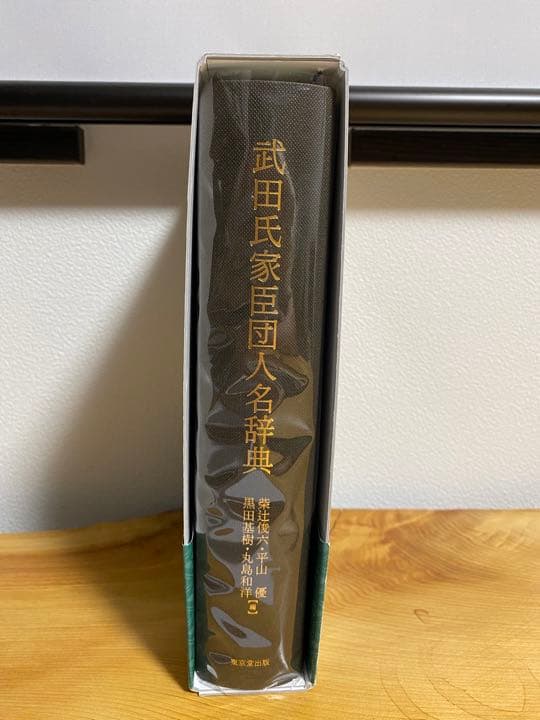 武田氏家臣団人名辞典
柴辻俊六・平山　優
黒田基樹・丸島和洋【編】
東京堂出版